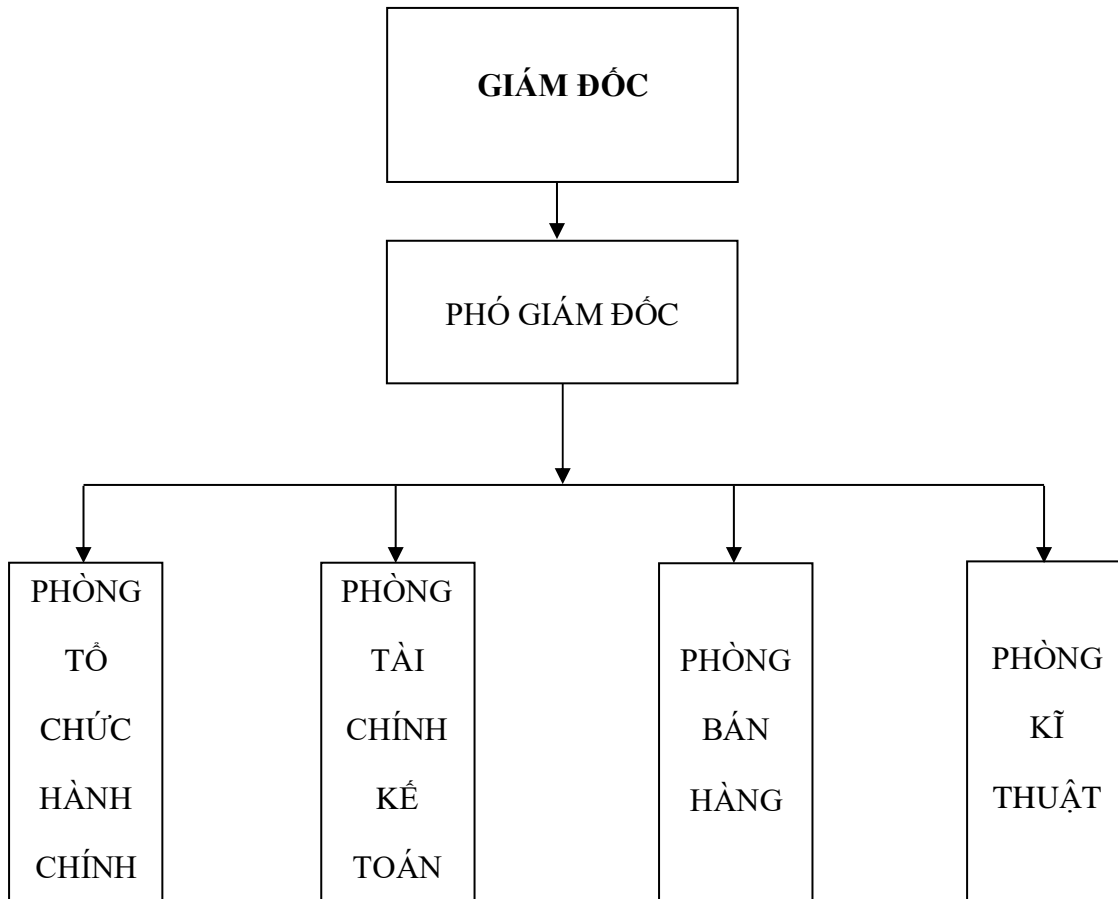 GIÁM ĐỐC
PHÓ GIÁM ĐỐC
PHÒNG
TỔ
CHỨC
HÀNH
CHÍNH
PHÒNG
TÀI
CHÍNH
KẾ
TOÁN
PHÒNG
BÁN
HÀNG
PHÒNG
KĨ
THUẬT